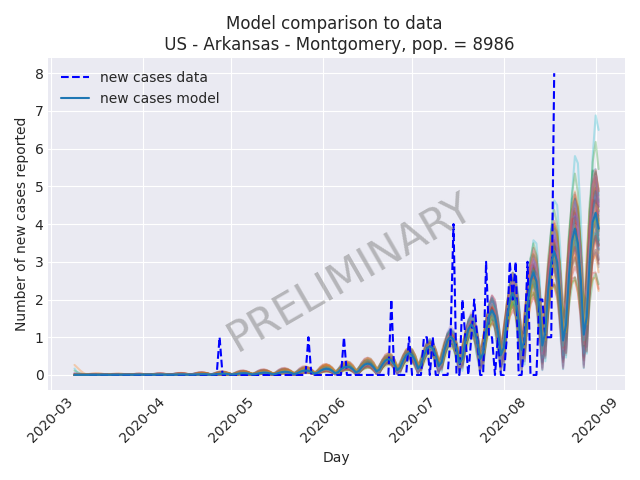 Model comparison to data
US - Arkansas - Montgomery, pop. = 8986
new cases data
new cases model
Number of new cases reported
8
7
6
5
4
3
2
1
0
PRELIMINARY
2020-03
2020-04
2020-05
2020-06
2020-07
2020-08
2020-09
Day